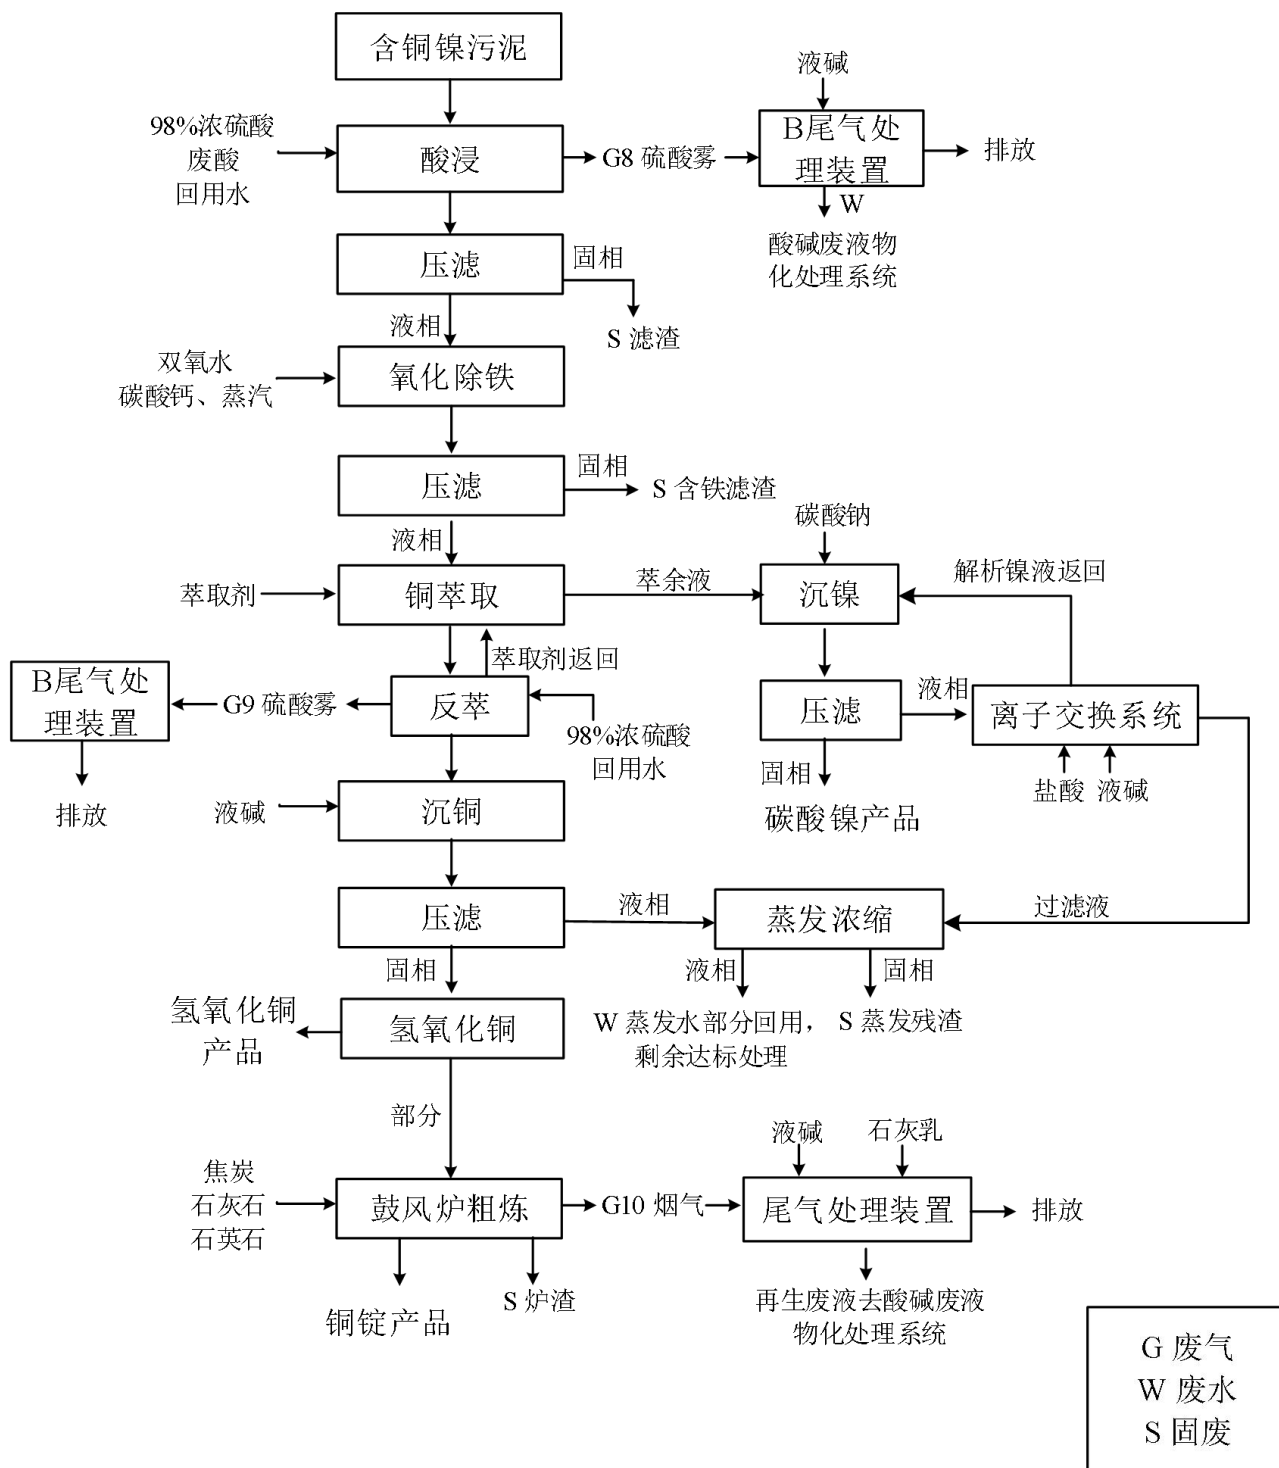 含铜镍污泥
液碱
98%浓硫酸
废酸
回用水
酸浸
G8 硫酸雾
B尾气处
理装置
排放
W
酸碱废液物
化处理系统
压滤
固相
S 滤渣
液相
双氧水
碳酸钙、蒸汽
氧化除铁
压滤
固相
S 含铁滤渣
液相
碳酸钠
萃取剂
铜萃取
萃余液
沉镍
解析镍液返回
萃取剂返回
B尾气处
理装置
G9 硫酸雾
反萃
98%浓硫酸
回用水
压滤
液相
离子交换系统
固相
盐酸
液碱
碳酸镍产品
排放
液碱
沉铜
压滤
液相
蒸发浓缩
过滤液
固相
液相
固相
氢氧化铜
产品
氢氧化铜
W 蒸发水部分回用，
剩余达标处理
S 蒸发残渣
部分
液碱
石灰乳
焦炭
石灰石
石英石
鼓风炉粗炼
G10 烟气
尾气处理装置
排放
铜锭产品
S 炉渣
再生废液去酸碱废液
物化处理系统
G 废气
W 废水
S 固废